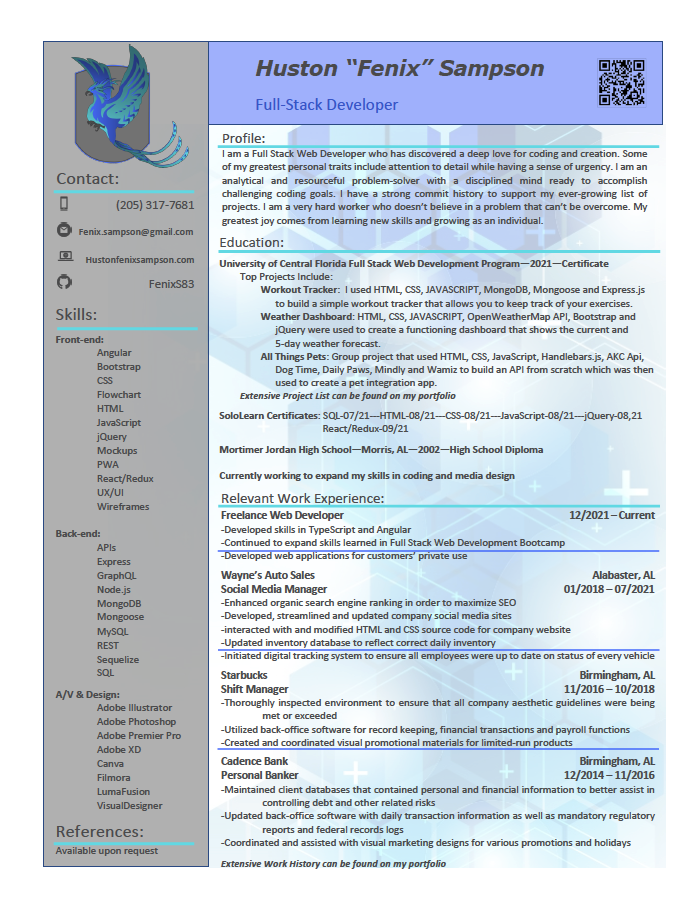 Huston “Fenix” Sampson
Full-Stack Developer
Contact:
(205) 317-7681
Fenix.sampson@gmail.com
Hustonfenixsampson.com
FenixS83
Skills:
Front-end:
Angular
Bootstrap
CSS
Flowchart
HTML
JavaScript
jQuery
Mockups
PWA
React/Redux
UX/UI
Wireframes
Back-end:
APIs
Express
GraphQL
Node.js
MongoDB
Mongoose
MySQL
REST
Sequelize
SQL
A/V & Design:
Adobe Illustrator
Adobe Photoshop
Adobe Premier Pro
Adobe XD
Canva
Filmora
LumaFusion
VisualDesigner
References:
Available upon request
Profile:
I am a Full Stack Web Developer who has discovered a deep love for coding and creation. Some
of my greatest personal traits include attention to detail while having a sense of urgency. I am an
analytical and resourceful problem-solver with a disciplined mind ready to accomplish
challenging coding goals. I have a strong commit history to support my ever-growing list of
projects. I am a very hard worker who doesn’t believe in a problem that can’t be overcome. My
greatest joy comes from learning new skills and growing as an individual.
Education:
University of Central Florida Full Stack Web Development Program—2021—Certificate
Top Projects Include:
Workout Tracker: I used HTML, CSS, JAVASCRIPT, MongoDB, Mongoose and Express.js
to build a simple workout tracker that allows you to keep track of your exercises.
Weather Dashboard: HTML, CSS, JAVASCRIPT, OpenWeatherMap API, Bootstrap and
jQuery were used to create a functioning dashboard that shows the current and
5-day weather forecast.
All Things Pets: Group project that used HTML, CSS, JavaScript, Handlebars.js, AKC Api,
Dog Time, Daily Paws, Mindly and Wamiz to build an API from scratch which was then
used to create a pet integration app.
Extensive Project List can be found on my portfolio
SoloLearn Certificates: SQL-07/21---HTML-08/21---CSS-08/21---JavaScript-08/21---jQuery-08,21
React/Redux-09/21
Mortimer Jordan High School—Morris, AL—2002—High School Diploma
Currently working to expand my skills in coding and media design
Relevant Work Experience:
Freelance Web Developer 12/2021 – Current
-Developed skills in TypeScript and Angular
-Continued to expand skills learned in Full Stack Web Development Bootcamp
-Developed web applications for customers’ private use
Wayne’s Auto Sales Alabaster, AL
Social Media Manager 01/2018 – 07/2021
-Enhanced organic search engine ranking in order to maximize SEO
-Developed, streamlined and updated company social media sites
-interacted with and modified HTML and CSS source code for company website
-Updated inventory database to reflect correct daily inventory
-Initiated digital tracking system to ensure all employees were up to date on status of every vehicle
Starbucks Birmingham, AL
Shift Manager 11/2016 – 10/2018
-Thoroughly inspected environment to ensure that all company aesthetic guidelines were being
met or exceeded
-Utilized back-office software for record keeping, financial transactions and payroll functions
-Created and coordinated visual promotional materials for limited-run products
Cadence Bank Birmingham, AL
Personal Banker 12/2014 – 11/2016
-Maintained client databases that contained personal and financial information to better assist in
controlling debt and other related risks
-Updated back-office software with daily transaction information as well as mandatory regulatory
reports and federal records logs
-Coordinated and assisted with visual marketing designs for various promotions and holidays
Extensive Work History can be found on my portfolio